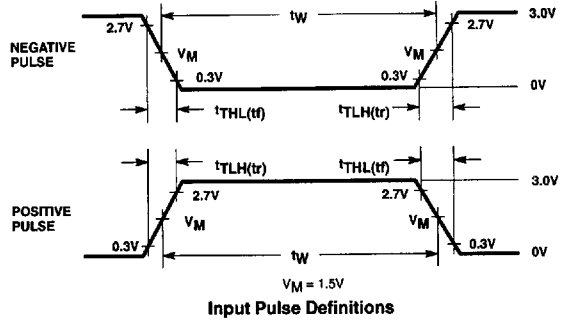 tW
3.0V
2.7V
2.7V
NEGATIVE
PULSE
VM
VM
0.3V
0.3V
0V
tTHL(tf)
tTLH(tr)
tTLH(tr)
tTHL(tf)
3.0V
2.7V
2.7V
POSITIVE
PULSE
VM
VM
0.3V
0.3V
0V
tW
VM = 1.5V
Input Pulse Definitions